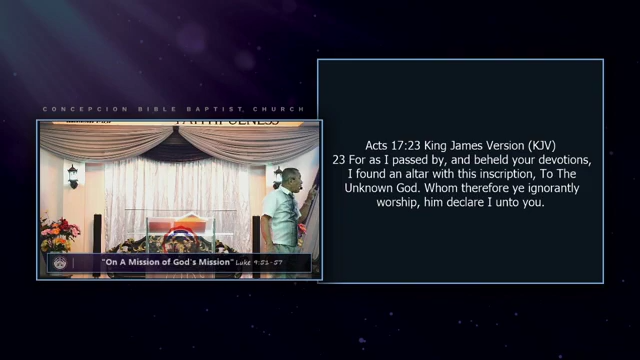 CONCEPCION BIBLE BAPTIST CHURCH
FAITHFULNESS
"On A Mission of God's Mission" Luke 9:51-57
Acts 17:23 King James Version (KJV)
23 For as I passed by, and beheld your devotions,
I found an altar with this inscription, To The
Unknown God. Whom therefore ye ignorantly
worship, him declare I unto you.